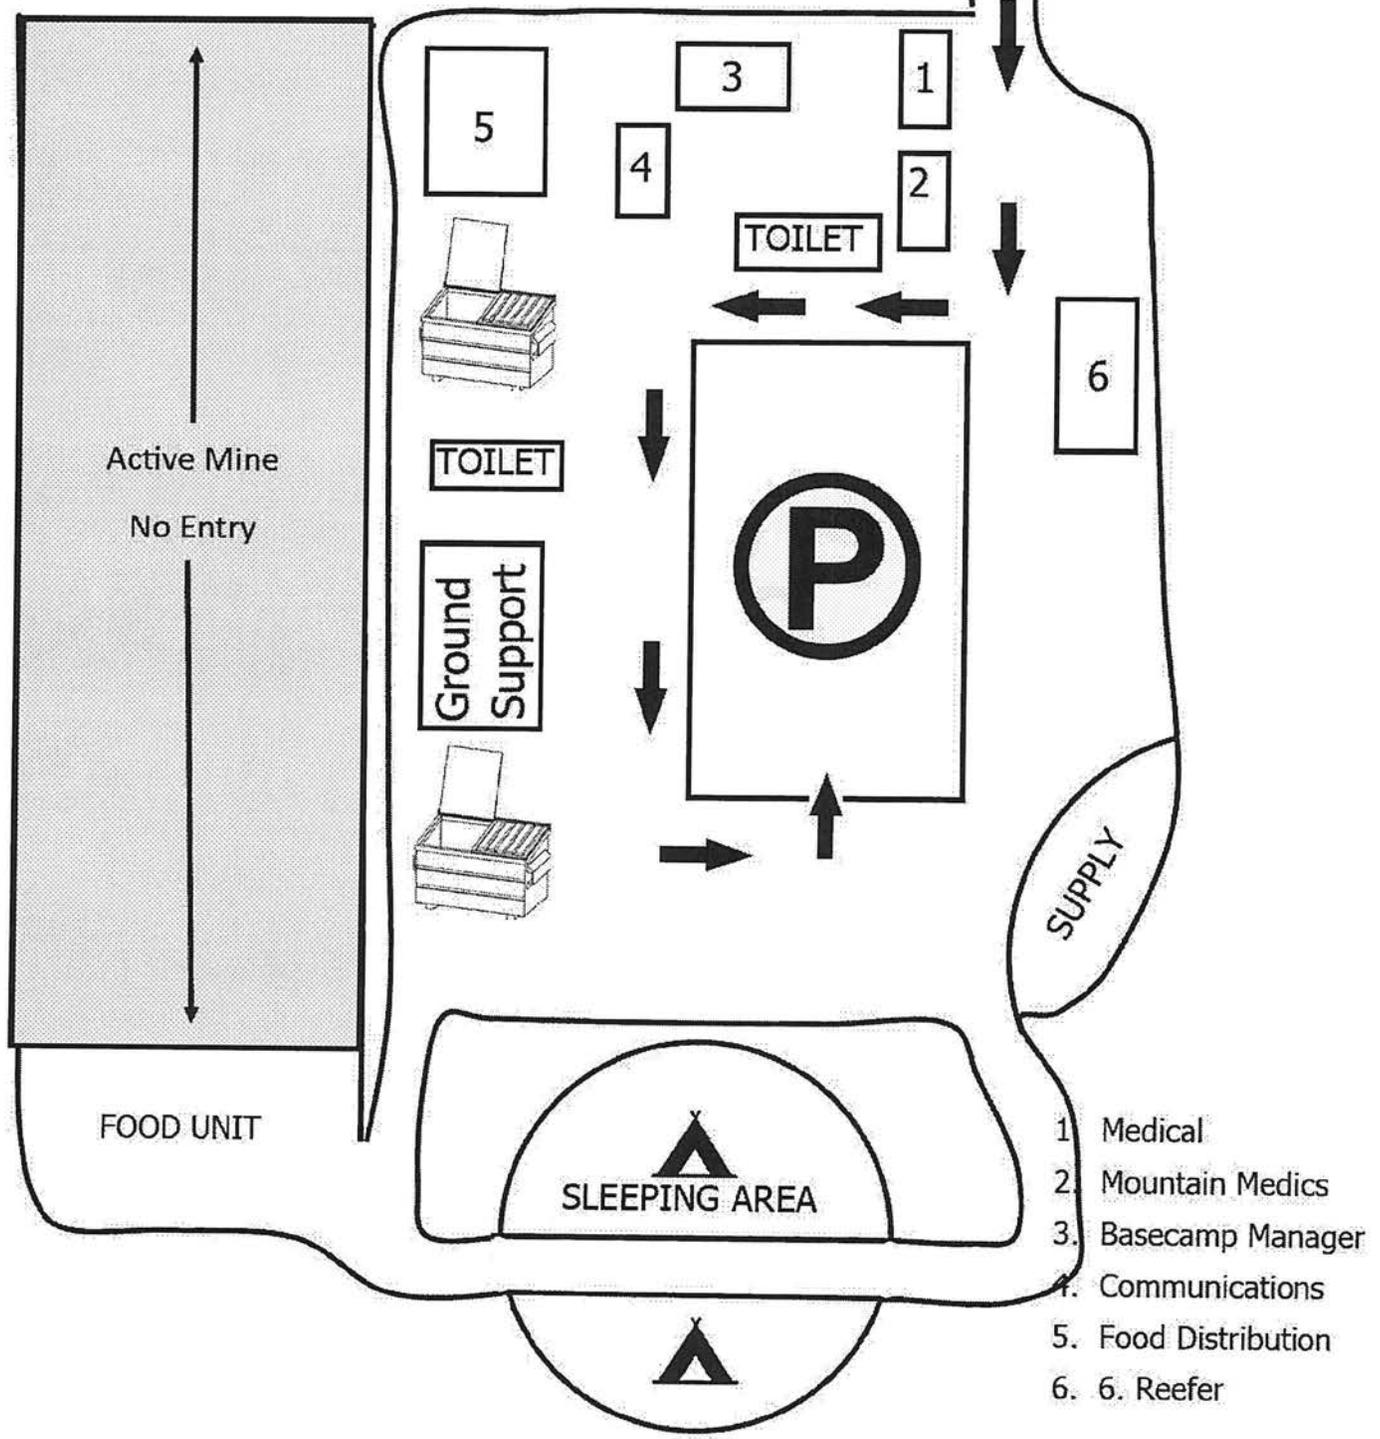 3
1
5
4
2
TOILET
6
Active Mine
No Entry
TOILET
P
Ground
Support
SUPPLY
FOOD UNIT
SLEEPING AREA
1 Medical
2. Mountain Medics
3. Basecamp Manager
4. Communications
5. Food Distribution
6. 6. Reefer